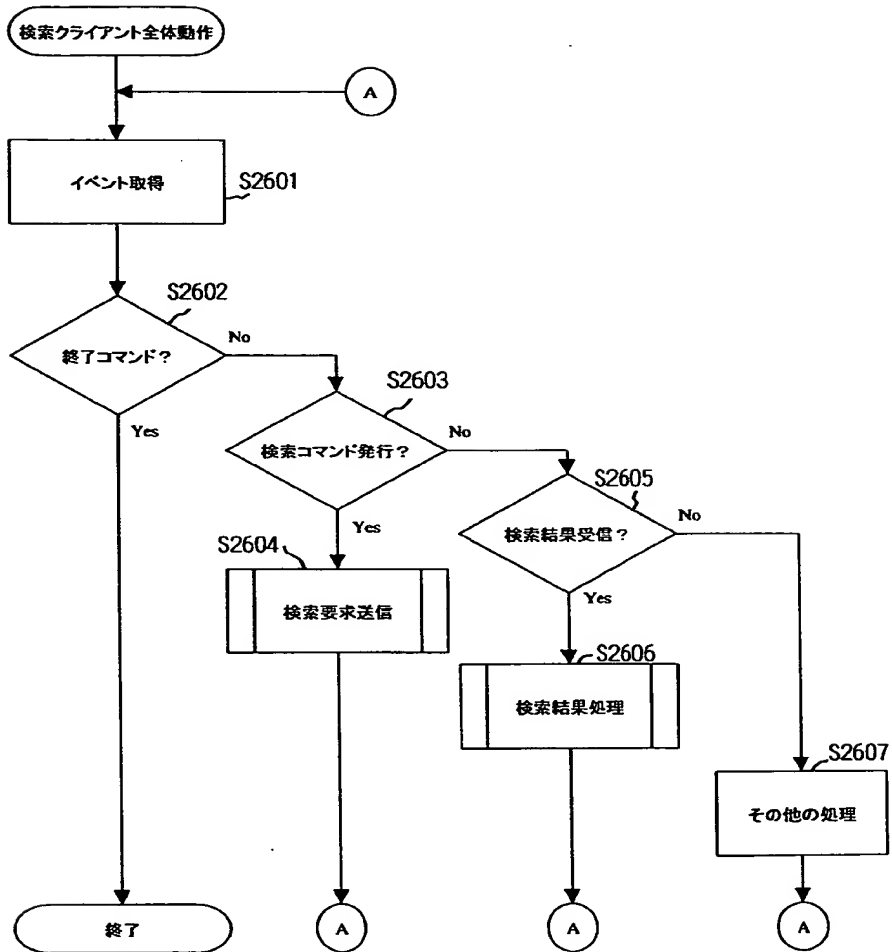 検索クライアント全体動作
A
イベント取得
S2601
S2602
終了コマンド?
No
Yes
S2603
検索コマンド発行?
No
Yes
S2605
検索結果受信?
No
Yes
S2604
検索要求送信
S2606
検索結果処理
S2607
その他の処理
終了
A
A
A